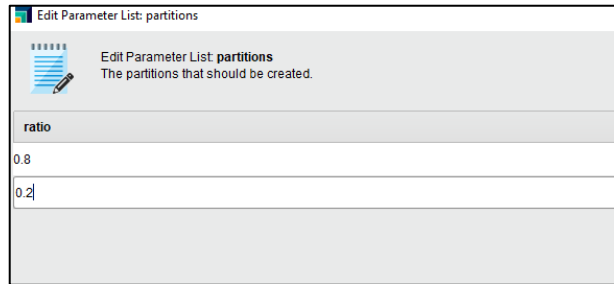 Edit Parameter List: partitions
Edit Parameter List: partitions
The partitions that should be created.
ratio
0.8
0.2